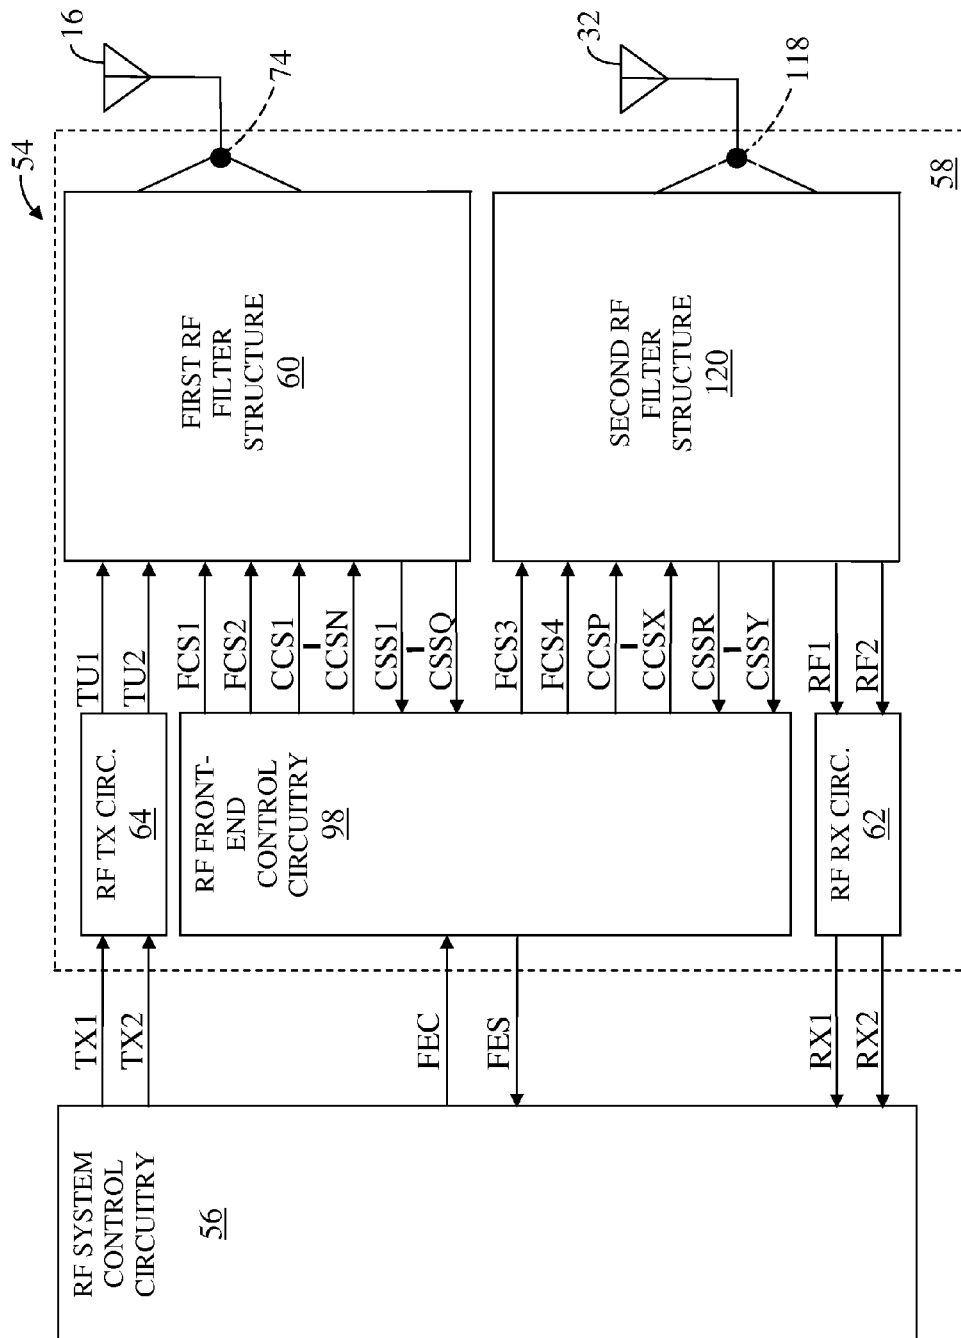 54
16
74
32
118
58
FIRST RF
FILTER
STRUCTURE
60
SECOND RF
FILTER
STRUCTURE
120
TU1
TU2
FCS1
FCS2
CCS1
CCSN
CSS1
CSSQ
FCS3
FCS4
CCSP
CCSX
CSSR
CSSY
RF1
RF2
RF TX CIRC.
64
RF FRONT-
END
CONTROL
CIRCUITRY
98
RF RX CIRC.
62
TX1
TX2
FEC
FES
RX1
RX2
RF SYSTEM
CONTROL
CIRCUITRY
56